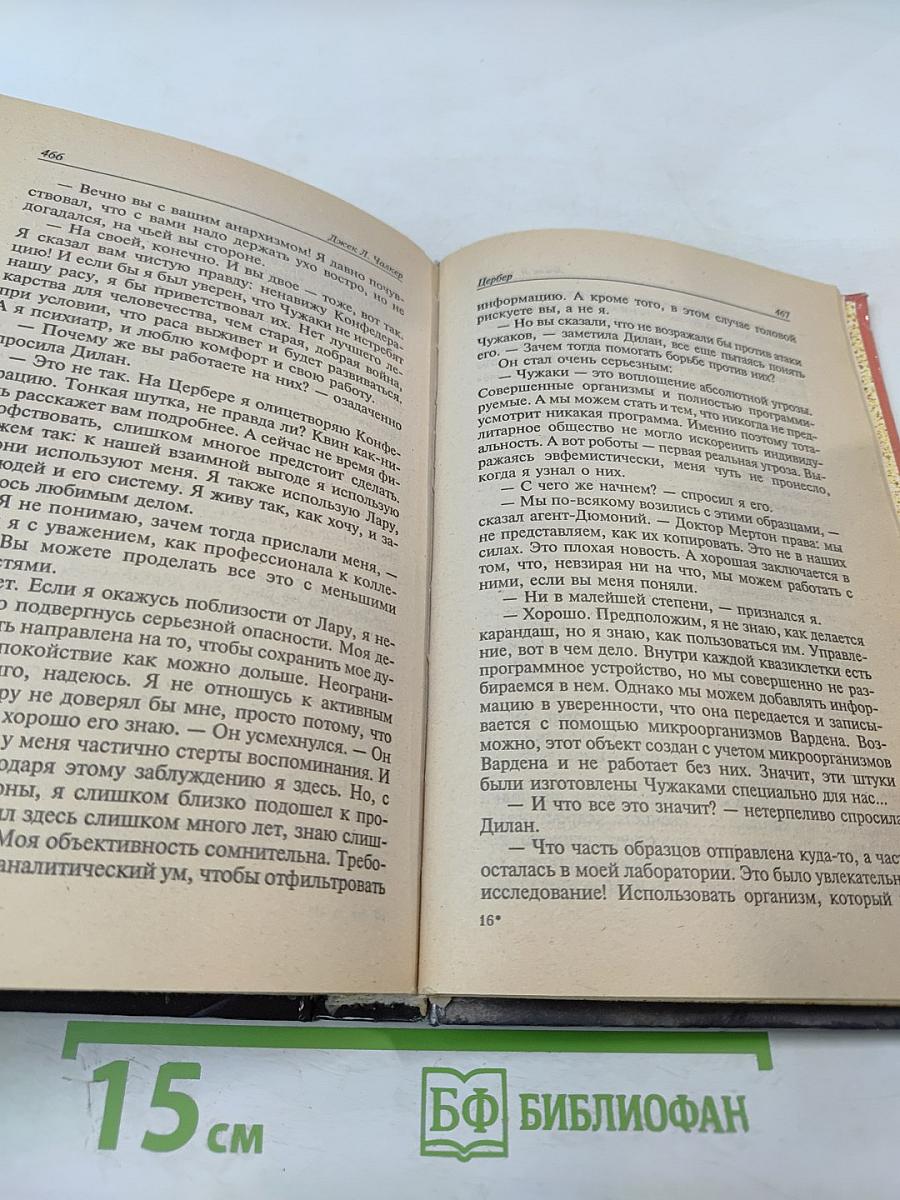 466
Джек Л. Чалкер
— Вечно вы с вашим анархизмом! Я давно почув-
ствовал, что с вами надо держать ухо востро, но не
догадался, на чьей вы стороне.
— На своей, конечно. И вы двое — тоже, вот так.
Я сказал вам чистую правду: ненавижу Конфедера-
цию! И если бы я был уверен, что Чужаки не истребят
нашу расу, я бы приветствовал их. Нет лучшего ле-
карства для человечества, чем старая, добрая война,
при условии, что раса выживет и будет развиваться.
А я психиатр, и люблю комфорт и свою работу.
— Почему же вы работаете на них? — озадаченно
просила Дилан.
— Это не так. На Цербере я олицетворяю Конфе-
рацию. Тонкая шутка, не правда ли? Квин как-ни-
ь расскажет вам подробнее. А сейчас не время фи-
офствовать, слишком многое предстоит сделать.
жем так: к нашей взаимной выгоде я использую
они используют меня. Я также использую Лару,
юдей и его систему. Я живу так, как хочу, и за-
юсь любимым делом.
Я не понимаю, зачем тогда прислали меня, —
я с уважением, как профессионала к колле-
Вы можете проделать все это с меньшими
стями.
ет. Если я окажусь поблизости от Лару, я не-
о подвергнусь серьезной опасности. Моя де-
ть направлена на то, чтобы сохранить мое ду-
покойствие как можно дольше. Неограни-
го, надеюсь. Я не отношусь к активным
ру не доверял бы мне, просто потому, что
хорошо его знаю. — Он усмехнулся. — Он
у меня частично стерты воспоминания. И
одаря этому заблуждению я здесь. Но, с
оны, я слишком близко подошел к про-
ил здесь слишком много лет, знаю слиш-
Моя объективность сомнительна. Требо-
аналитический ум, чтобы отфильтровать
Цербер
467
информацию. А кроме того, в этом случае головой
рискуете вы, а не я.
— Но вы сказали, что не возражали бы против атаки
Чужаков, — заметила Дилан, все еще пытаясь понять
его. — Зачем тогда помогать борьбе против них?
Он стал очень серьезным:
— Чужаки — это воплощение абсолютной угрозы.
Совершенные организмы и полностью программи-
руемые. А мы можем стать и тем, что никогда не пред-
усмотрит никакая программа. Именно поэтому тота-
литарное общество не могло искоренить индивиду-
альность. А вот роботы — первая реальная угроза. Вы-
ражаясь эвфемистически, меня чуть не пронесло,
когда я узнал о них.
— С чего же начнем? — спросил я его.
— Мы по-всякому возились с этими образцами, —
сказал агент-Дюмоний. — Доктор Мертон права: мы
не представляем, как их копировать. Это не в наших
силах. Это плохая новость. А хорошая заключается в
том, что, невзирая ни на что, мы можем работать с
ними, если вы меня поняли.
— Ни в малейшей степени, — признался я.
— Хорошо. Предположим, я не знаю, как делается
карандаш, но я знаю, как пользоваться им. Управле-
ние, вот в чем дело. Внутри каждой квазиклетки есть
программное устройство, но мы совершенно не раз-
бираемся в нем. Однако мы можем добавлять инфор-
мацию в уверенности, что она передается и записы-
вается с помощью микроорганизмов Вардена. Воз-
можно, этот объект создан с учетом микроорганизмов
Вардена и не работает без них. Значит, эти штуки
были изготовлены Чужаками специально для нас...
— И что все это значит? — нетерпеливо спросила
Дилан.
— Что часть образцов отправлена куда-то, а част
осталась в моей лаборатории. Это было увлекательн
исследование! Использовать организм, который
16*
15 см
БФ БИБЛИОФАН